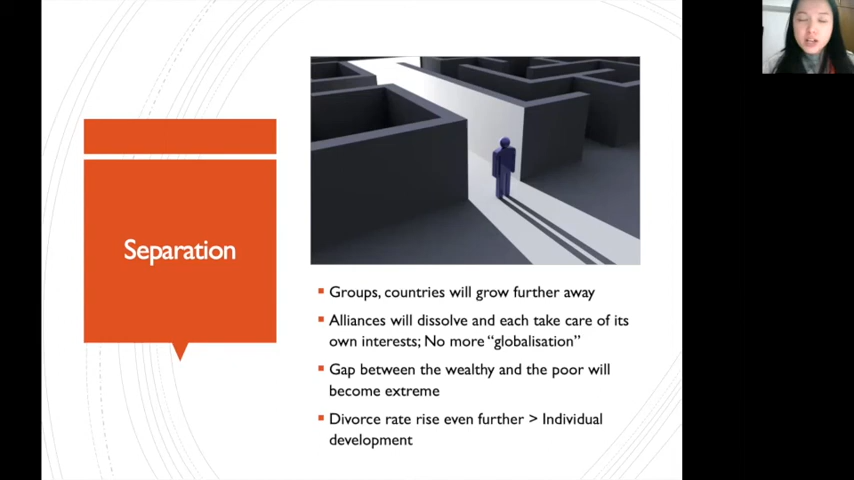 Separation
Groups, countries will grow further away
Alliances will dissolve and each take care of its
own interests; No more “globalisation”
Gap between the wealthy and the poor will
become extreme
Divorce rate rise even further > Individual
development